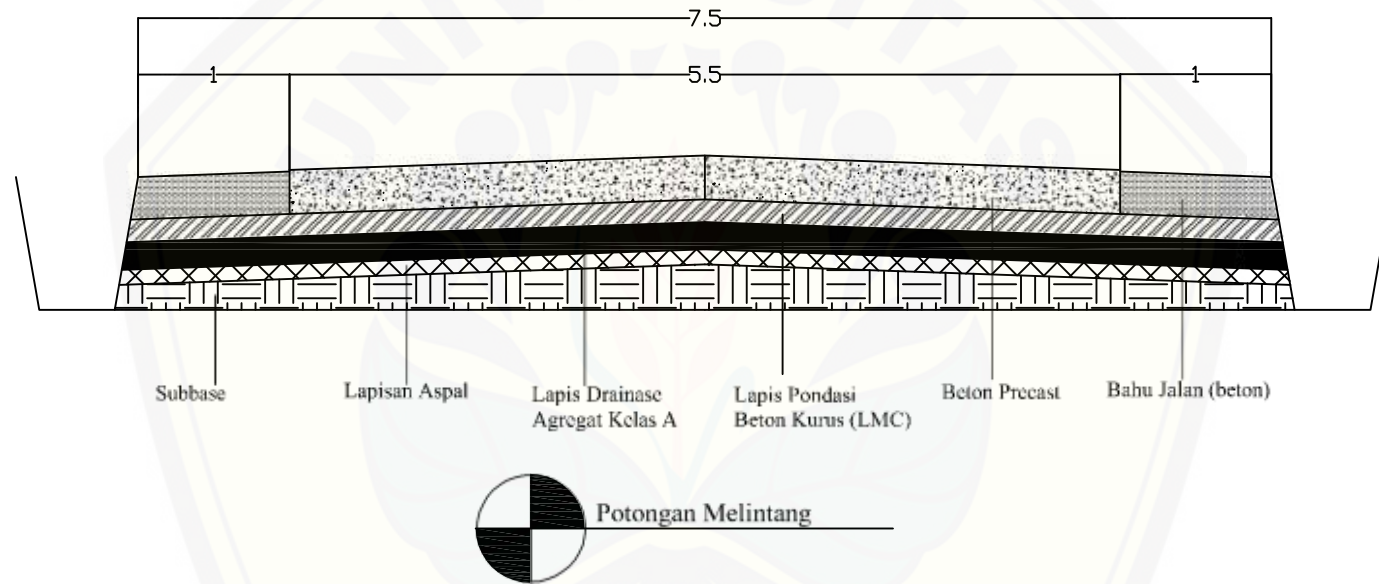 7.5
1
5.5
1
Subbase
Lapisan Aspal
Lapis Drainase
Agregat Kelas A
Lapis Pondasi
Beton Kurus (LMC)
Beton Precast
Bahu Jalan (beton)
Potongan Melintang